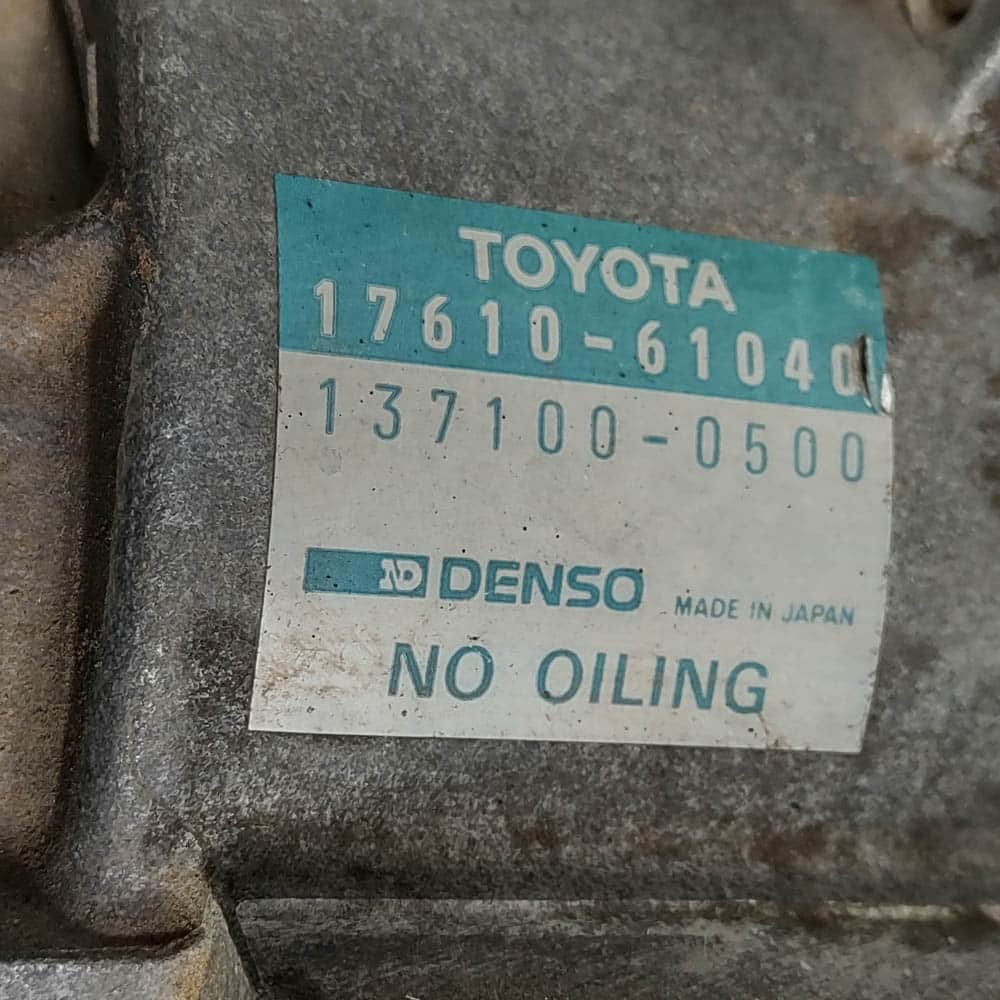 TOYOTA
17610-61040
137100-0500
ND DENSO MADE IN JAPAN
NO OILING